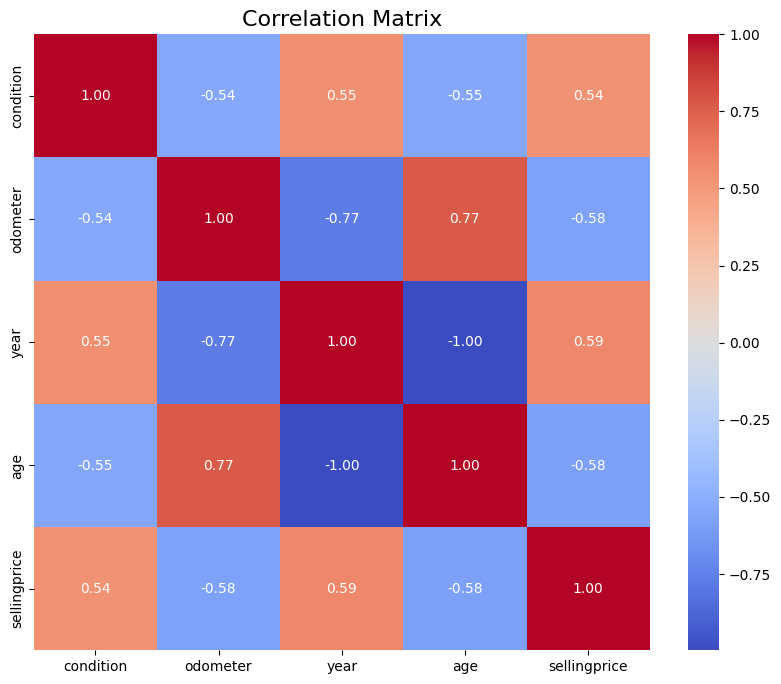 Correlation Matrix
condition
1.00 -0.54 0.55 -0.55 0.54
odometer
-0.54 1.00 -0.77 0.77 -0.58
year
0.55 -0.77 1.00 -1.00 0.59
age
-0.55 0.77 -1.00 1.00 -0.58
sellingprice
0.54 -0.58 0.59 -0.58 1.00
condition odometer year age sellingprice
1.00
0.75
0.50
0.25
0.00
−0.25
−0.50
−0.75